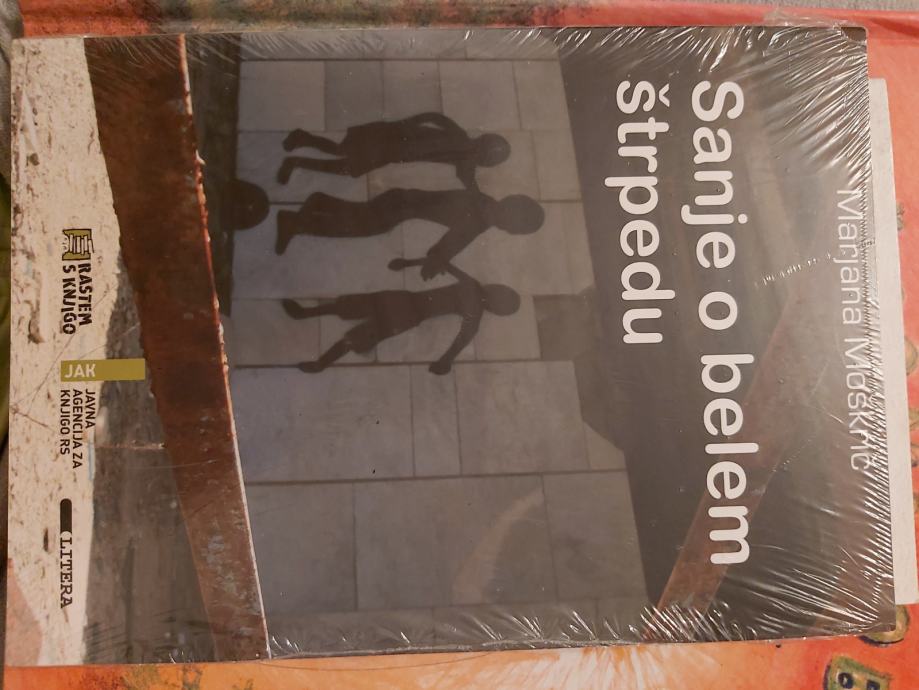 Marjana Moškrič
Sanje o belem
štrpedu
RASTEM
S KNJIGO
JAK
JAVNA
AGENCIJA ZA
KNJIGO RS
LITERA